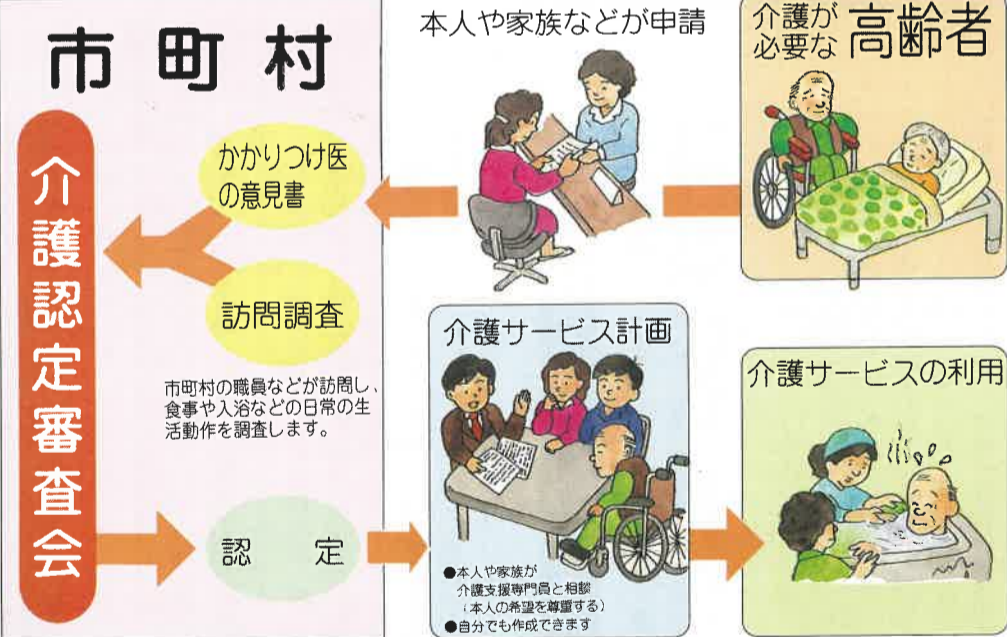 市町村
介護認定審査会
かかりつけ医
の意見書
訪問調査
市町村の職員などが訪問し、
食事や入浴などの日常の生
活動作を調査します。
認定
本人や家族などが申請
介護が
必要な
高齢者
介護サービス計画
●本人や家族が
介護支援専門員と相談
(本人の希望を尊重する)
●自分でも作成できます
介護サービスの利用